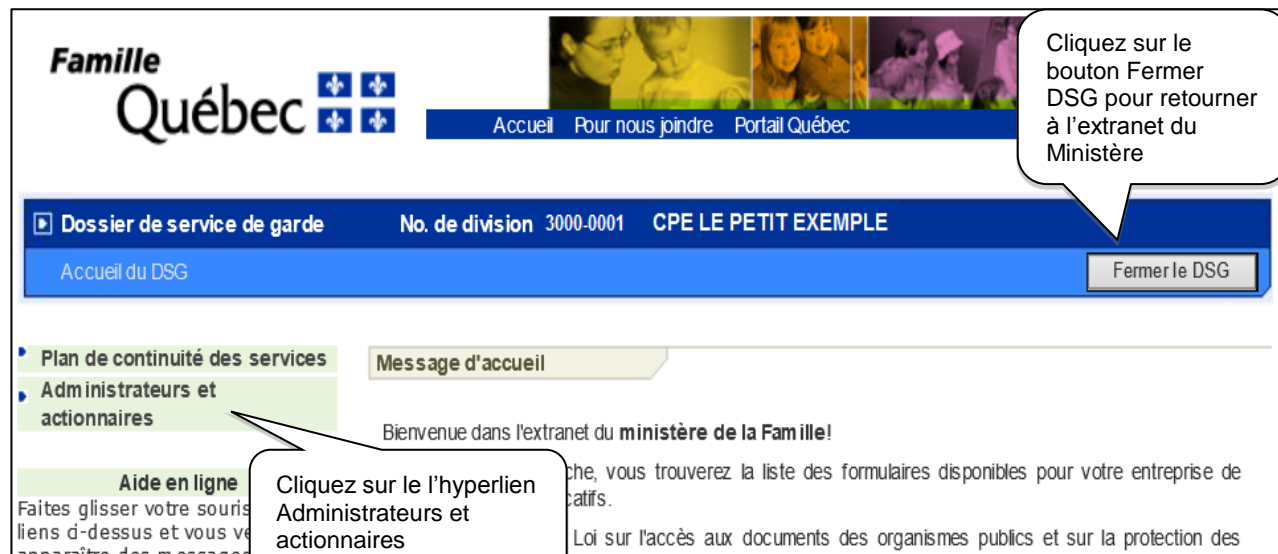 Famille
Québec
Accueil Pour nous joindre Portail Québec
Cliquez sur le
bouton Fermer
DSG pour retourner
à l'extranet du
Ministère
Dossier de service de garde No. de division 3000-0001 CPE LE PETIT EXEMPLE
Accueil du DSG Fermer le DSG
Plan de continuité des services
Administrateurs et
actionnaires
Aide en ligne
Faites glisser votre souris
liens ci-dessus et vous
apparaître des messages
Cliquez sur le l'hyperlien
Administrateurs et
actionnaires
Message d'accueil
Bienvenue dans l'extranet du ministère de la Famille!
vous trouverez la liste des formulaires disponibles pour votre entreprise de
Loi sur l'accès aux documents des organismes publics et sur la protection des